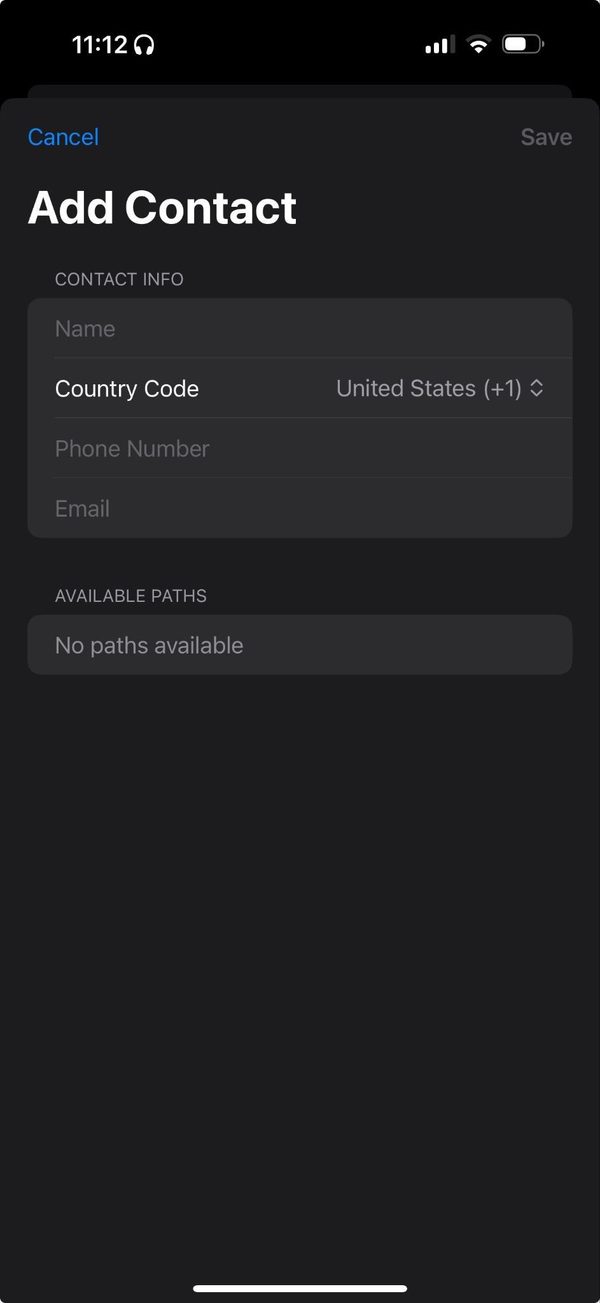 11:12
Cancel Save
Add Contact
CONTACT INFO
Name
Country Code United States (+1)
Phone Number
Email
AVAILABLE PATHS
No paths available